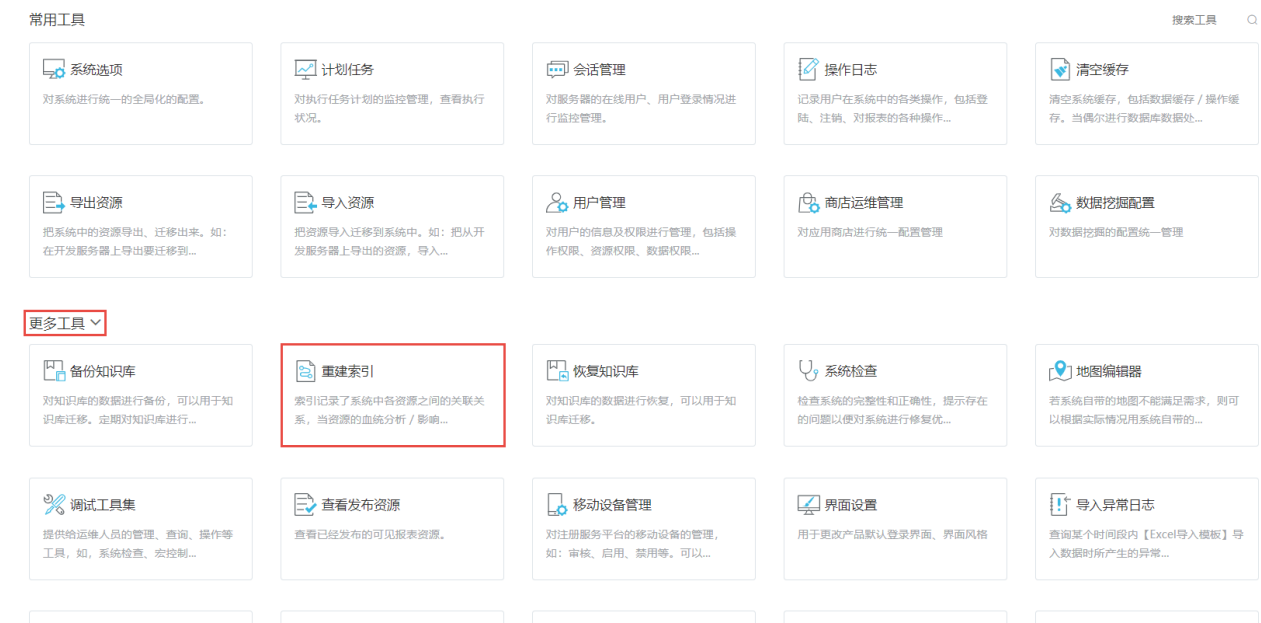 常用工具
搜索工具
系统选项
对系统进行统一的全局化的配置。
计划任务
对执行任务计划的监控管理，查看执行
状况。
会话管理
对服务器的在线用户、用户登录情况进
行监控管理。
操作日志
记录用户在系统中的各类操作，包括登
陆、注销、对报表的各种操作...
清空缓存
清空系统缓存，包括数据缓存 / 操作缓
存。当偶尔进行数据库数据处...
导出资源
把系统中的资源导出、迁移出来。如：
在开发服务器上导出要迁移到...
导入资源
把资源导入迁移到系统中。如：把从开
发服务器上导出的资源，导入...
用户管理
对用户的信息及权限进行管理，包括操
作权限、资源权限、数据权限...
商店运维管理
对应用商店进行统一配置管理
数据挖掘配置
对数据挖掘的配置统一管理
更多工具
备份知识库
对知识库的数据进行备份，可以用于知
识库迁移。定期对知识库进行...
重建索引
索引记录了系统中各资源之间的关联关
系，当资源的血统分析 / 影响...
恢复知识库
对知识库的数据进行恢复，可以用于知
识库迁移。
系统检查
检查系统的完整性和正确性，提示存在
的问题以便对系统进行修复优...
地图编辑器
若系统自带的地图不能满足需求，则可
以根据实际情况用系统自带的...
调试工具集
提供给运维人员的管理、查询、操作等
工具，如，系统检查、宏控制...
查看发布资源
查看已经发布的可见报表资源。
移动设备管理
对注册服务平台的移动设备的管理，
如：审核、启用、禁用等。可以...
界面设置
用于更改产品默认登录界面、界面风格
导入异常日志
查询某个时间段内【Excel导入模板】导
入数据时所产生的异常...